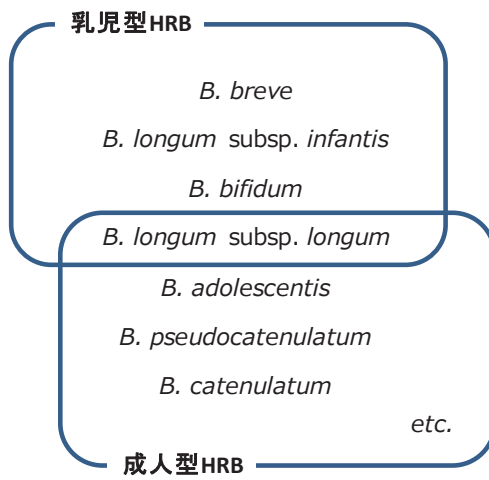 乳児型HRB
B. breve
B. longum subsp. infantis
B. bifidum
B. longum subsp. longum
B. adolescentis
B. pseudocatenulatum
B. catenulatum
etc.
成人型HRB